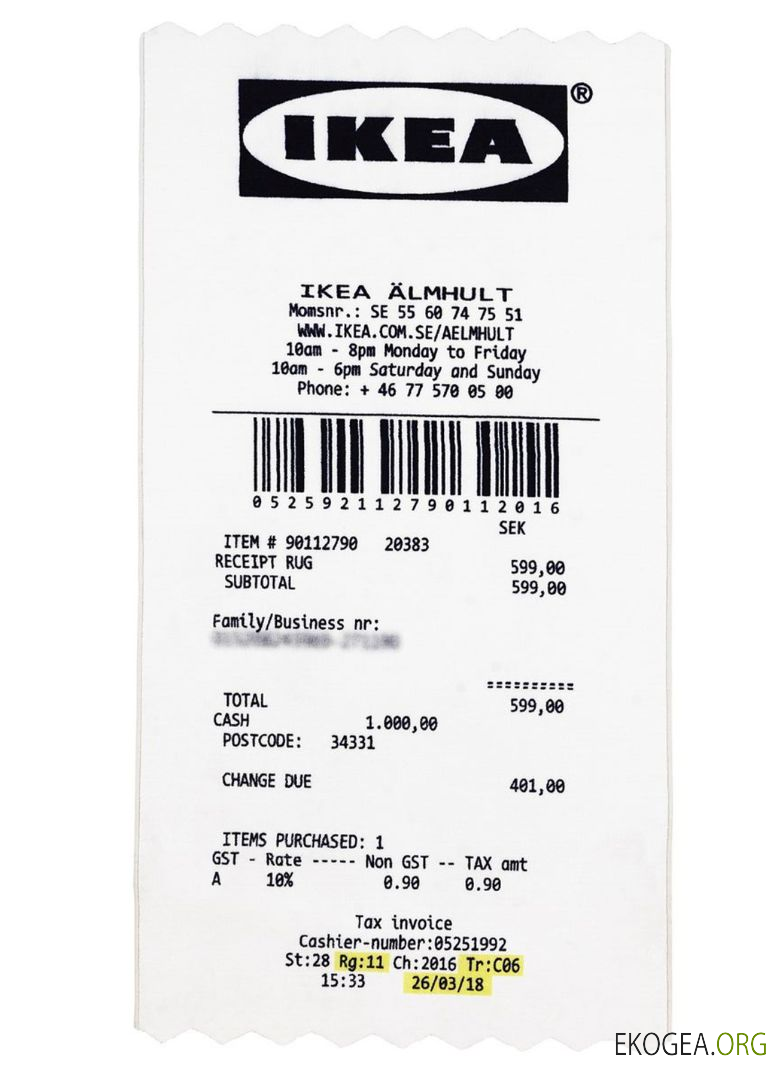 IKEA®
IKEA ÄLMHULT
Momsnr.: SE 55 60 74 75 51
WWW.IKEA.COM.SE/AELMHULT
10am - 8pm Monday to Friday
10am - 6pm Saturday and Sunday
Phone: + 46 77 570 05 00
052592112790112016
SEK
ITEM # 90112790 20383
RECEIPT RUG 599,00
SUBTOTAL 599,00
Family/Business nr:
==========
TOTAL 599,00
CASH 1.000,00
POSTCODE: 34331
CHANGE DUE 401,00
ITEMS PURCHASED: 1
GST - Rate ----- Non GST -- TAX amt
A 10% 0.90 0.90
Tax invoice
Cashier-number:05251992
St:28 Rg:11 Ch:2016 Tr:C06
15:33 26/03/18
EKOGEA.ORG